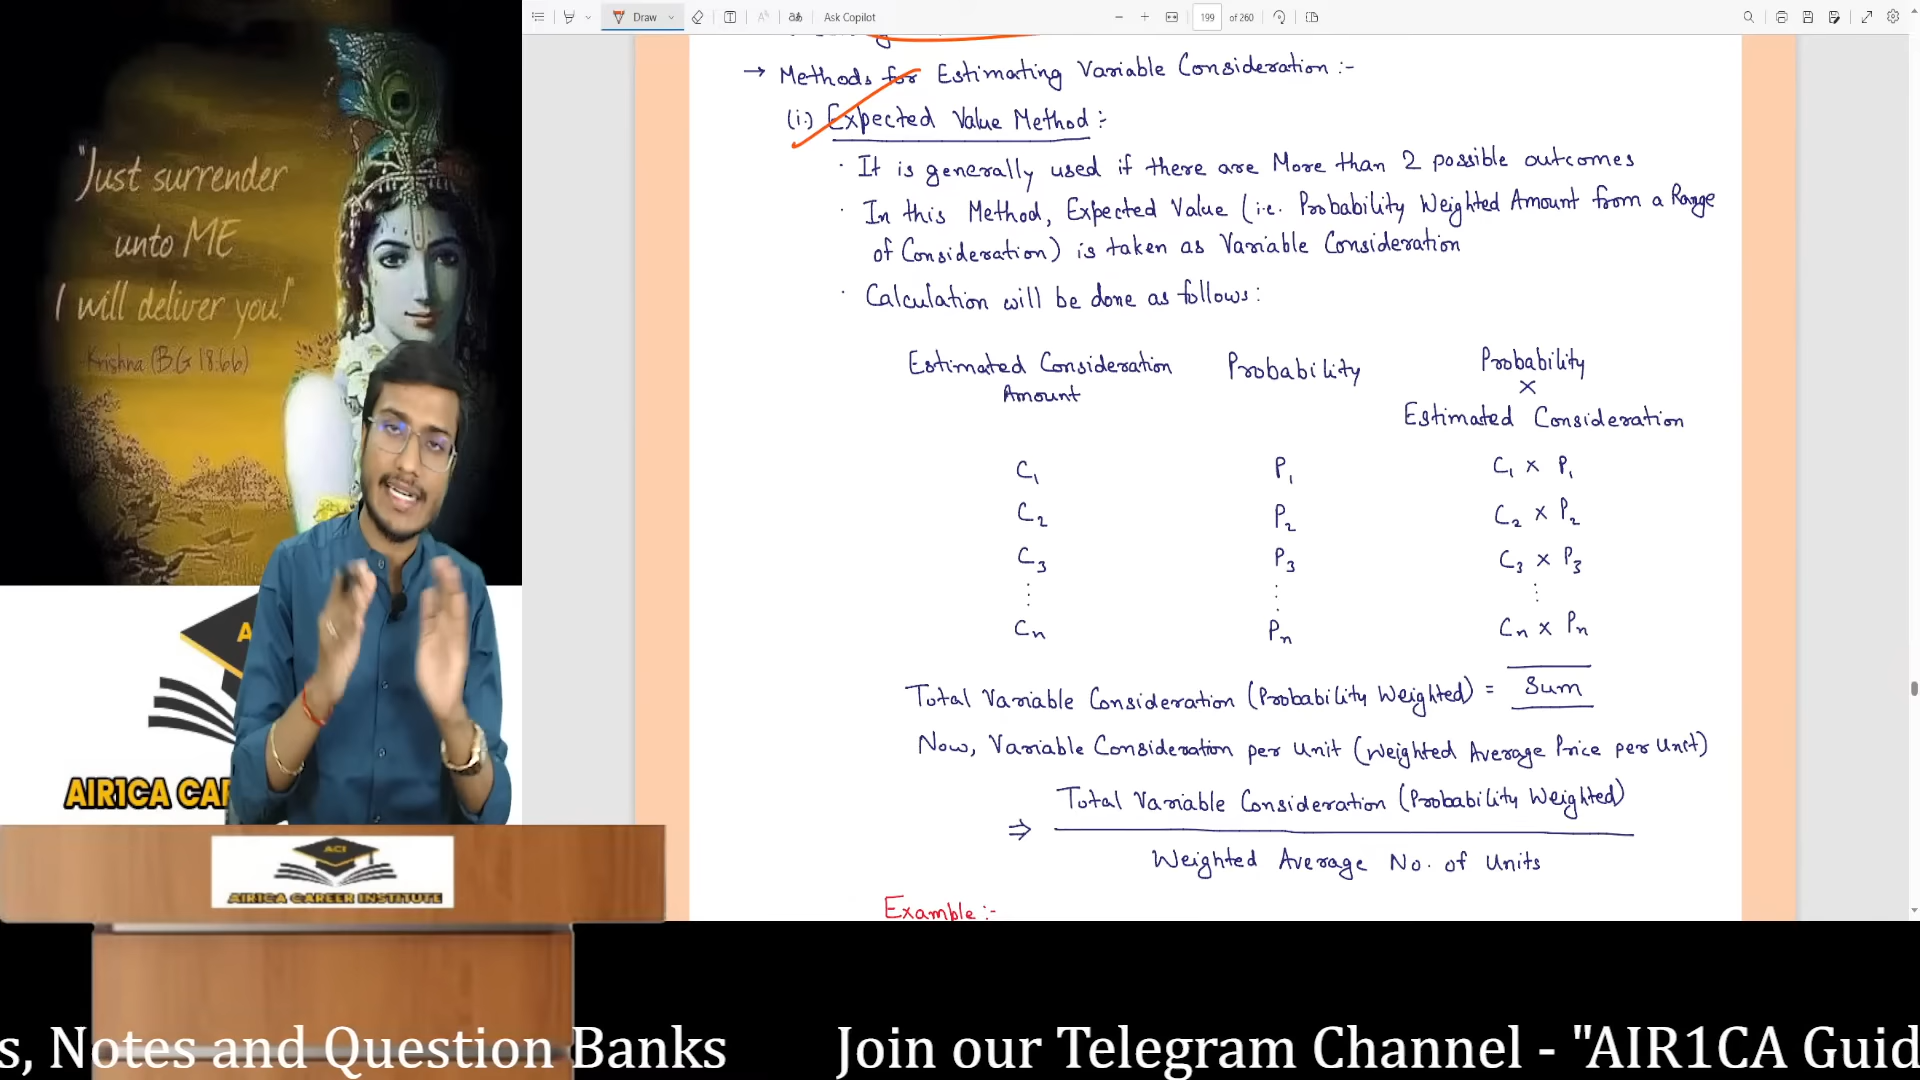 Draw
Ask Copilot
199 of 260
→ Methods for Estimating Variable Consideration :-
(i.) Expected Value Method :-
· It is generally used if there are More than 2 possible outcomes
· In this Method, Expected Value (i.e. Probability Weighted Amount from a Range
of Consideration) is taken as Variable Consideration
· Calculation will be done as follows :
Estimated Consideration Amount Probability Probability × Estimated Consideration
C₁ P₁ C₁ × P₁
C₂ P₂ C₂ × P₂
C₃ P₃ C₃ × P₃
⋮ ⋮ ⋮
Cn Pn Cn × Pn
Total Variable Consideration (Probability Weighted) = Sum
Now, Variable Consideration per Unit (Weighted Average Price per Unit)
⇒ Total Variable Consideration (Probability Weighted)
Weighted Average No. of Units
Example :-
"Just surrender
unto ME
I will deliver you!"
Krishna (B.G 18.66)
AIR1CA CAR
ACI
AIR1CA CAREER INSTITUTE
s, Notes and Question Banks Join our Telegram Channel - "AIR1CA Guid